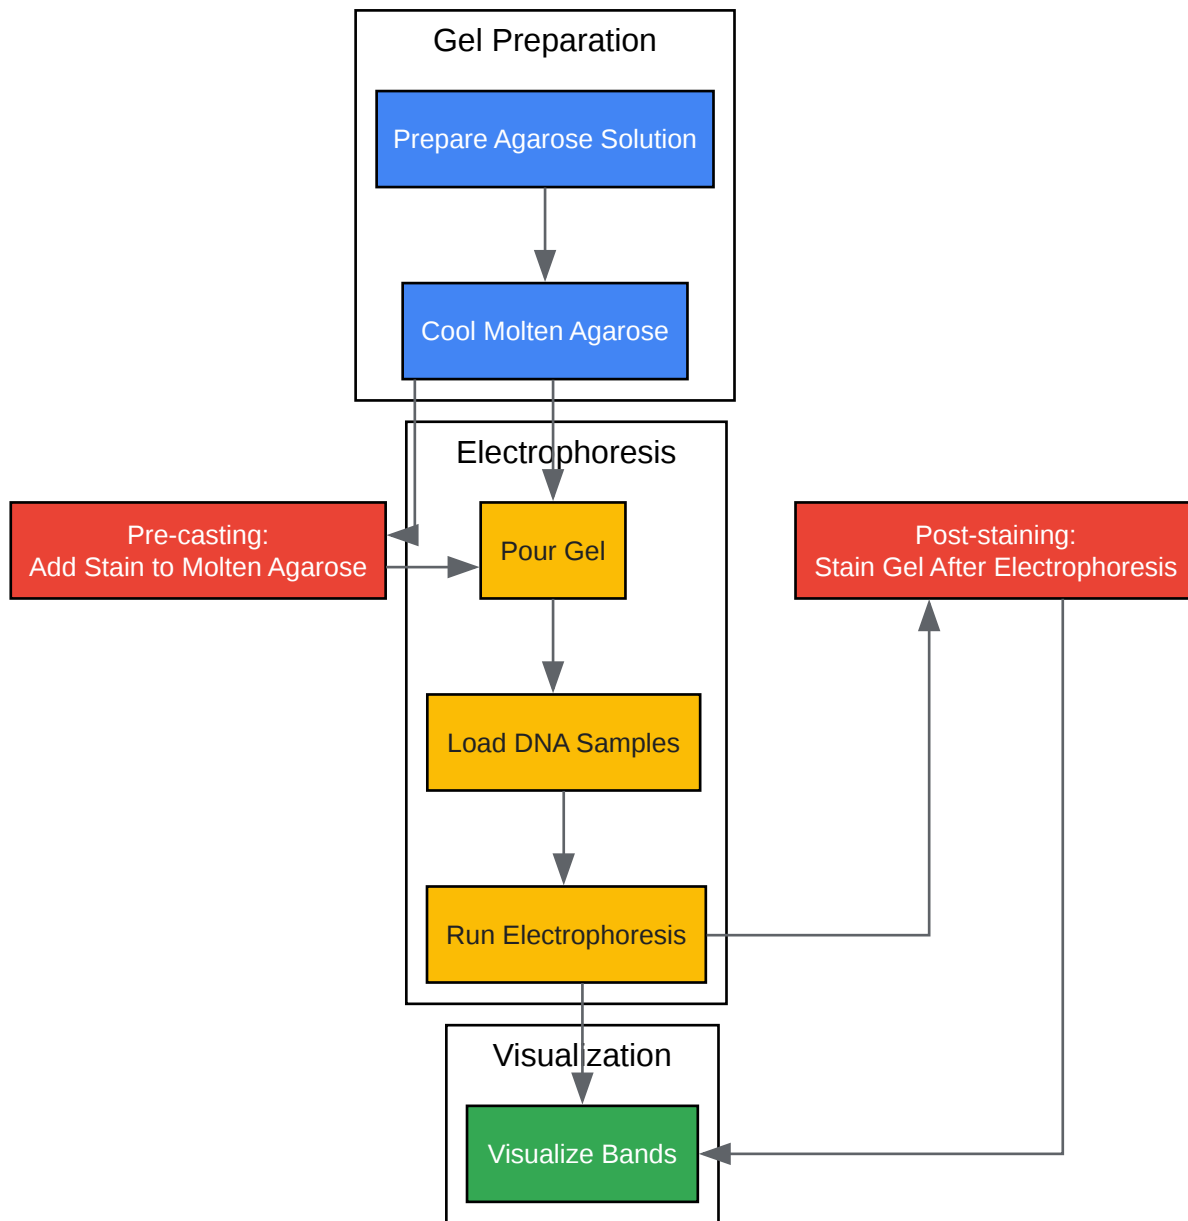 Gel Preparation
Prepare Agarose Solution
Cool Molten Agarose
Electrophoresis
Pre-casting:
Add Stain to Molten Agarose
Pour Gel
Post-staining:
Stain Gel After Electrophoresis
Load DNA Samples
Run Electrophoresis
Visualization
Visualize Bands